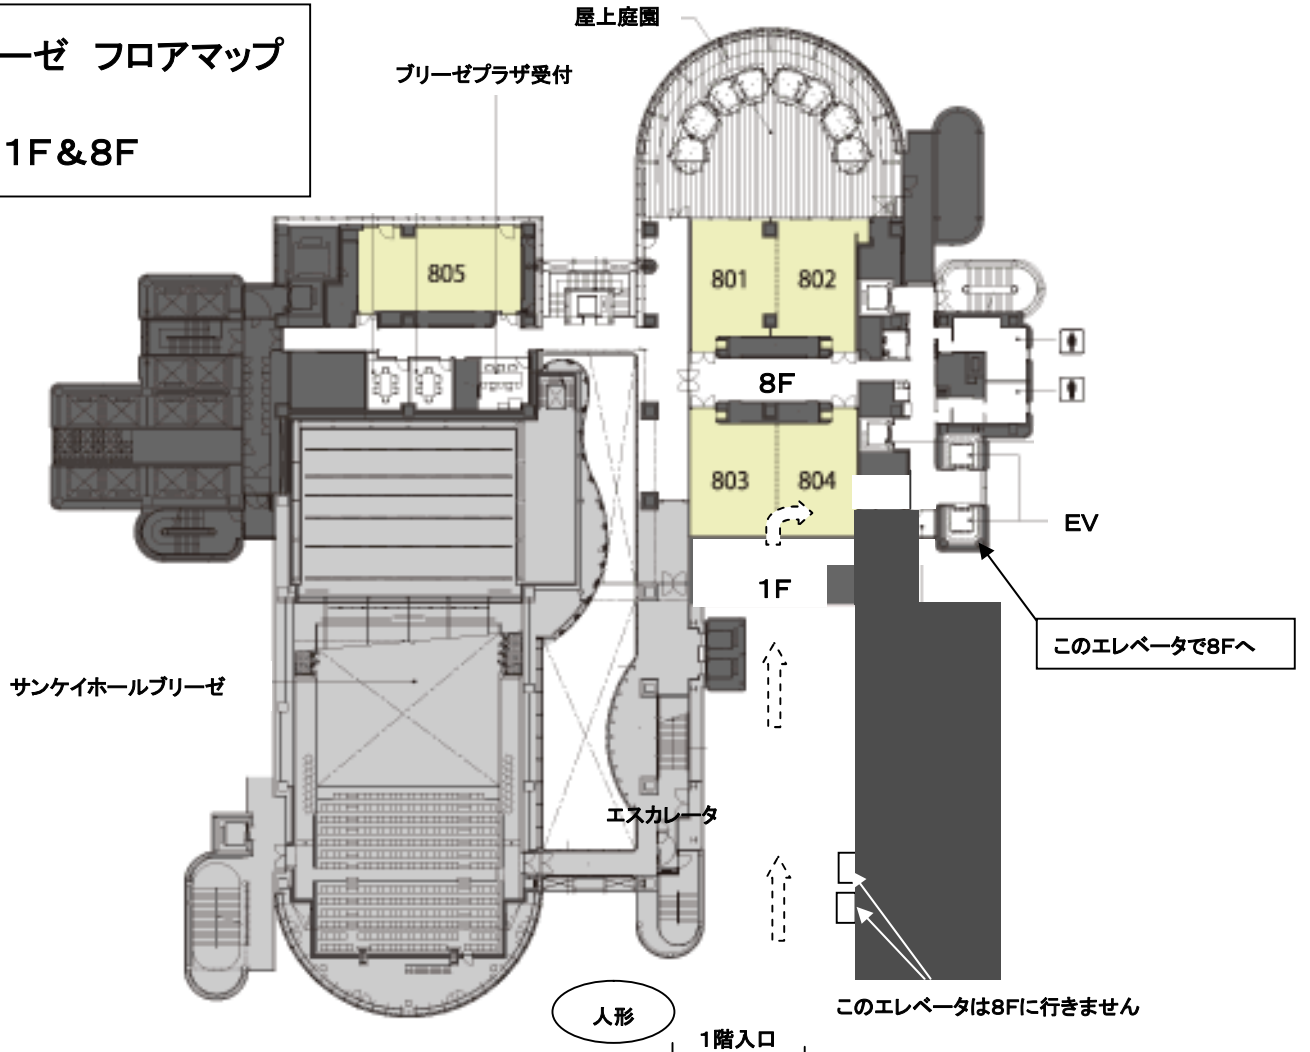 ーゼ フロアマップ
1F&8F
屋上庭園
ブリーゼプラザ受付
805
801
802
8F
803
804
EV
1F
このエレベータで8Fへ
サンケイホールブリーゼ
エスカレータ
このエレベータは8Fに行きません
人形
1階入口